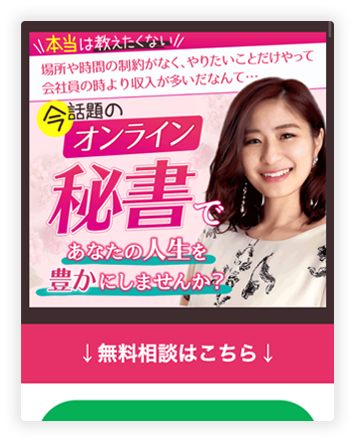 \\本当は教えたくない//
場所や時間の制約がなく、やりたいことだけやって
会社員の時より収入が多いだなんて…
今話題の
オンライン
秘書で
あなたの人生を
豊かにしませんか?
↓無料相談はこちら↓